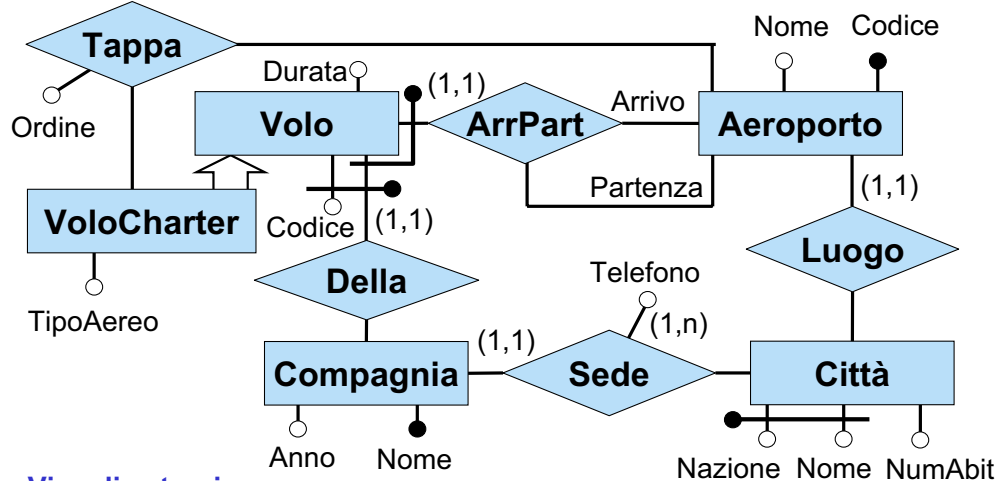 Nome Codice
Tappa
Durata
(1,1)
Arrivo
Ordine
Volo
ArrPart
Aeroporto
Partenza
(1,1)
VoloCharter
Codice
(1,1)
Luogo
Della
Telefono
TipoAereo
(1,n)
(1,1)
Compagnia
Sede
Città
Anno
Nome
Nazione Nome NumAbit